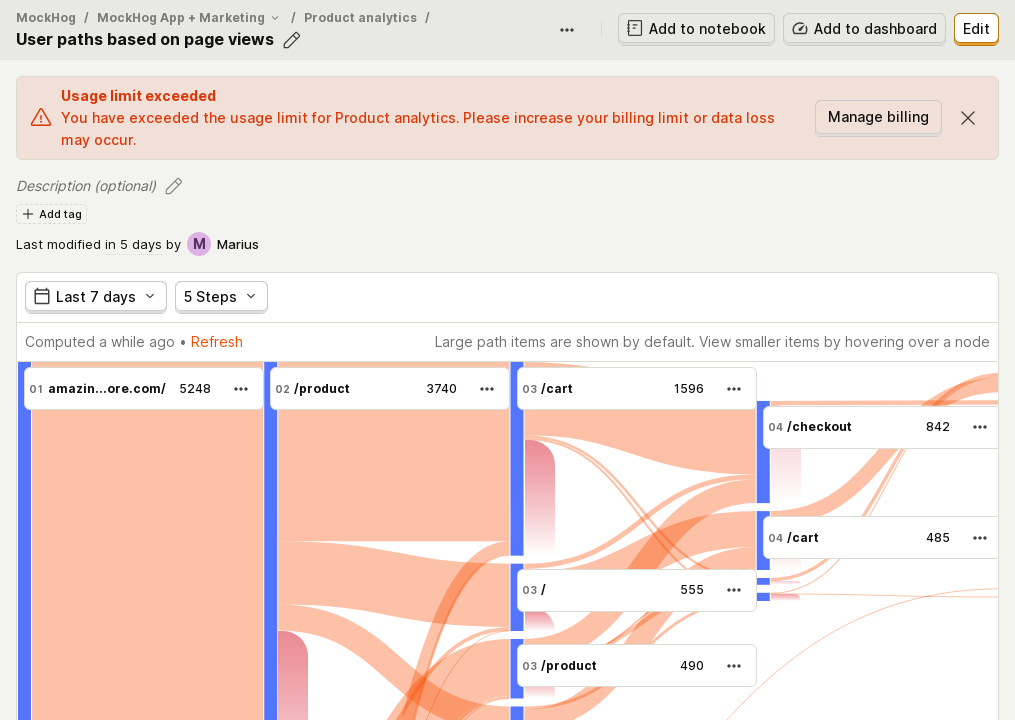 MockHog / MockHog App + Marketing / Product analytics /
User paths based on page views
Add to notebook
Add to dashboard
Edit
Usage limit exceeded
You have exceeded the usage limit for Product analytics. Please increase your billing limit or data loss
may occur.
Manage billing
Description (optional)
Add tag
Last modified in 5 days by M Marius
Last 7 days
5 Steps
Computed a while ago • Refresh
Large path items are shown by default. View smaller items by hovering over a node
01 amazin...ore.com/ 5248
02 /product 3740
03 /cart 1596
04 /checkout 842
04 /cart 485
03 / 555
03 /product 490